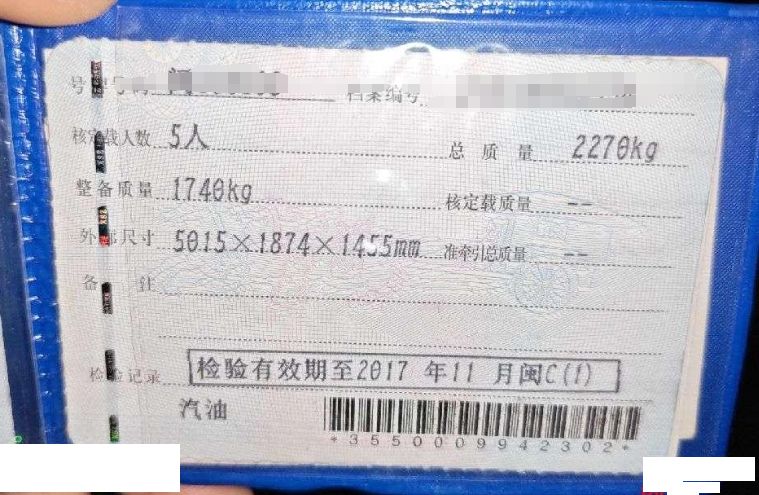 档案编号
核定载人数 5人 总质量 2270kg
整备质量 1740kg 核定载质量 --
外部尺寸 5015×1874×1455mm 准牵引总质量 --
备注
检验记录 检验有效期至2017年11月闽C(1)
汽油
*3550009942302*